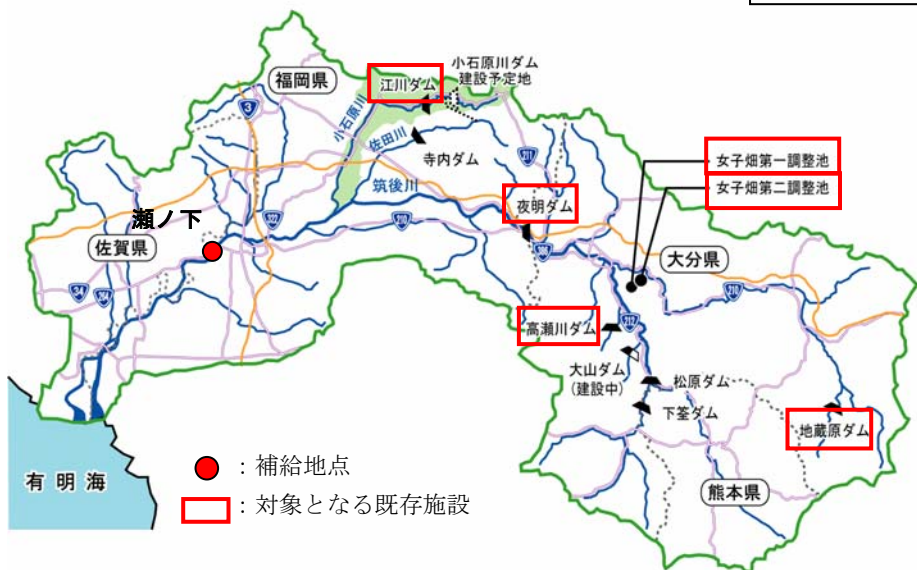 小石原川ダム
建設予定地
江川ダム
福岡県
3
小石原川
佐田川
寺内ダム
211
女子畑第一調整池
女子畑第二調整池
筑後川
夜明ダム
瀬ノ下
322
210
佐賀県
386
大分県
34
264
210
高瀬川ダム
212
大山ダム
(建設中)
松原ダム
下筌ダム
地蔵原ダム
有明海
熊本県
:補給地点
:対象となる既存施設